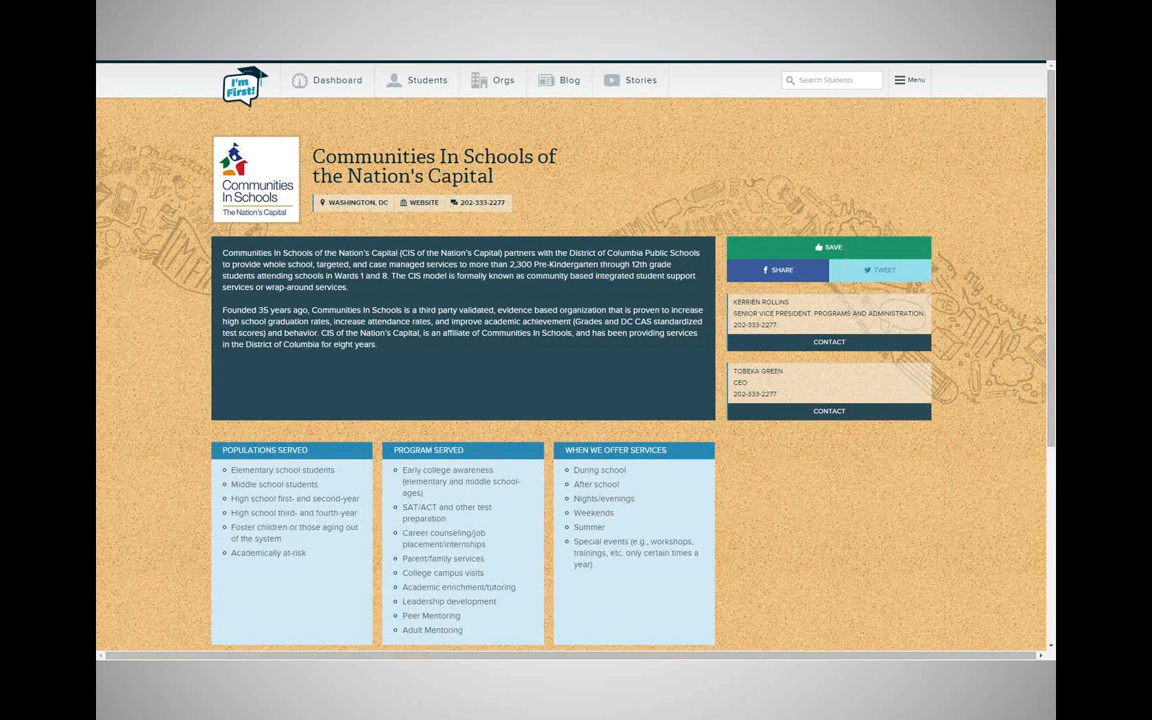 I'm
First!
Dashboard
Students
Orgs
Blog
Stories
Search Students
Menu
Communities
In Schools
The Nation's Capital
Communities In Schools of
the Nation's Capital
WASHINGTON, DC
WEBSITE
202-333-2277
Communities In Schools of the Nation's Capital (CIS of the Nation's Capital) partners with the District of Columbia Public Schools
to provide whole school, targeted, and case managed services to more than 2,300 Pre-Kindergarten through 12th grade
students attending schools in Wards 1 and 8. The CIS model is formally known as community based integrated student support
services or wrap-around services.
Founded 35 years ago, Communities In Schools is a third party validated, evidence based organization that is proven to increase
high school graduation rates, increase attendance rates, and improve academic achievement (Grades and DC CAS standardized
test scores) and behavior. CIS of the Nation's Capital, is an affiliate of Communities In Schools, and has been providing services
in the District of Columbia for eight years.
SAVE
SHARE
TWEET
KERRIEN ROLLINS
SENIOR VICE PRESIDENT, PROGRAMS AND ADMINISTRATION
202-333-2277
CONTACT
TOBEKA GREEN
CEO
202-333-2277
CONTACT
POPULATIONS SERVED
Elementary school students
Middle school students
High school first- and second-year
High school third- and fourth-year
Foster children or those aging out
of the system
Academically at-risk
PROGRAM SERVED
Early college awareness
(elementary and middle school-
ages)
SAT/ACT and other test
preparation
Career counseling/job
placement/internships
Parent/family services
College campus visits
Academic enrichment/tutoring
Leadership development
Peer Mentoring
Adult Mentoring
WHEN WE OFFER SERVICES
During school
After school
Nights/evenings
Weekends
Summer
Special events (e.g., workshops,
trainings, etc. only certain times a
year)